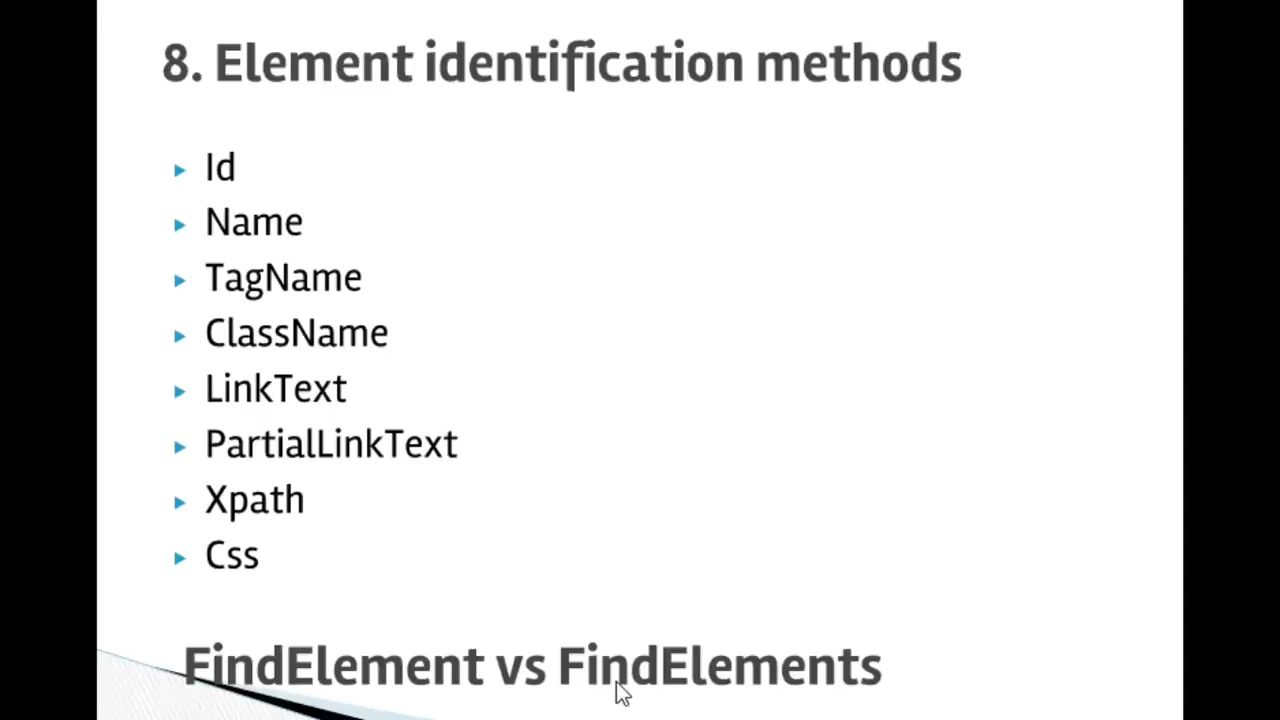 8. Element identification methods
Id
Name
TagName
ClassName
LinkText
PartialLinkText
Xpath
Css
FindElement vs FindElements